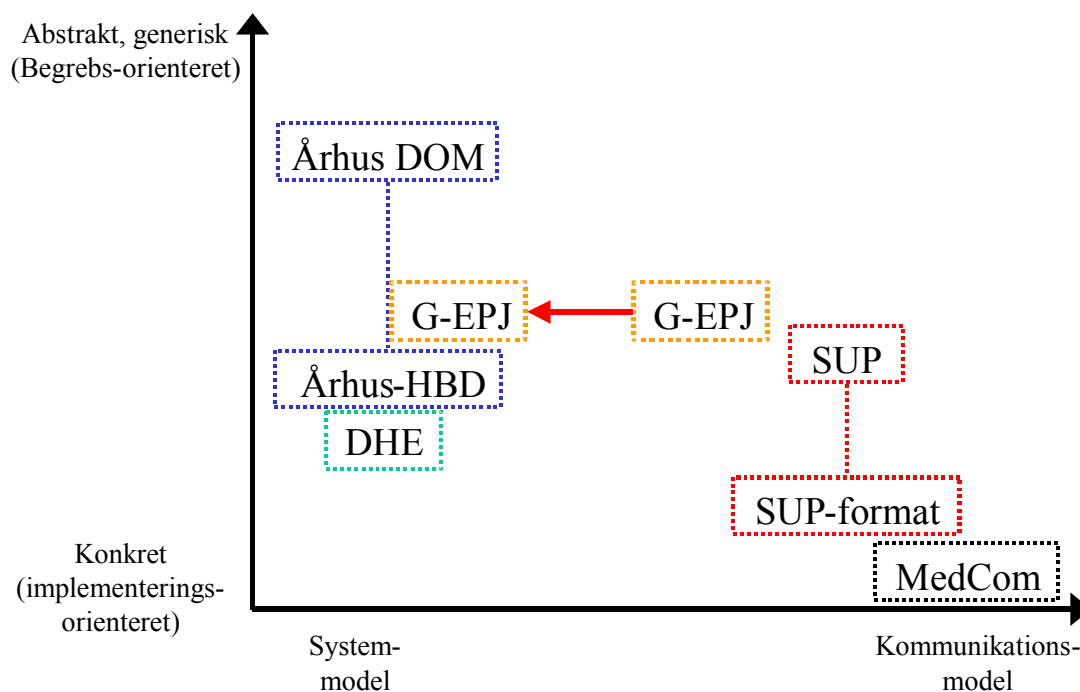 Abstrakt, generisk
(Begrebs-orienteret)
Århus DOM
G-EPJ
G-EPJ
SUP
Århus-HBD
DHE
SUP-format
MedCom
Konkret
(implementerings-
orienteret)
System-
model
Kommunikations-
model